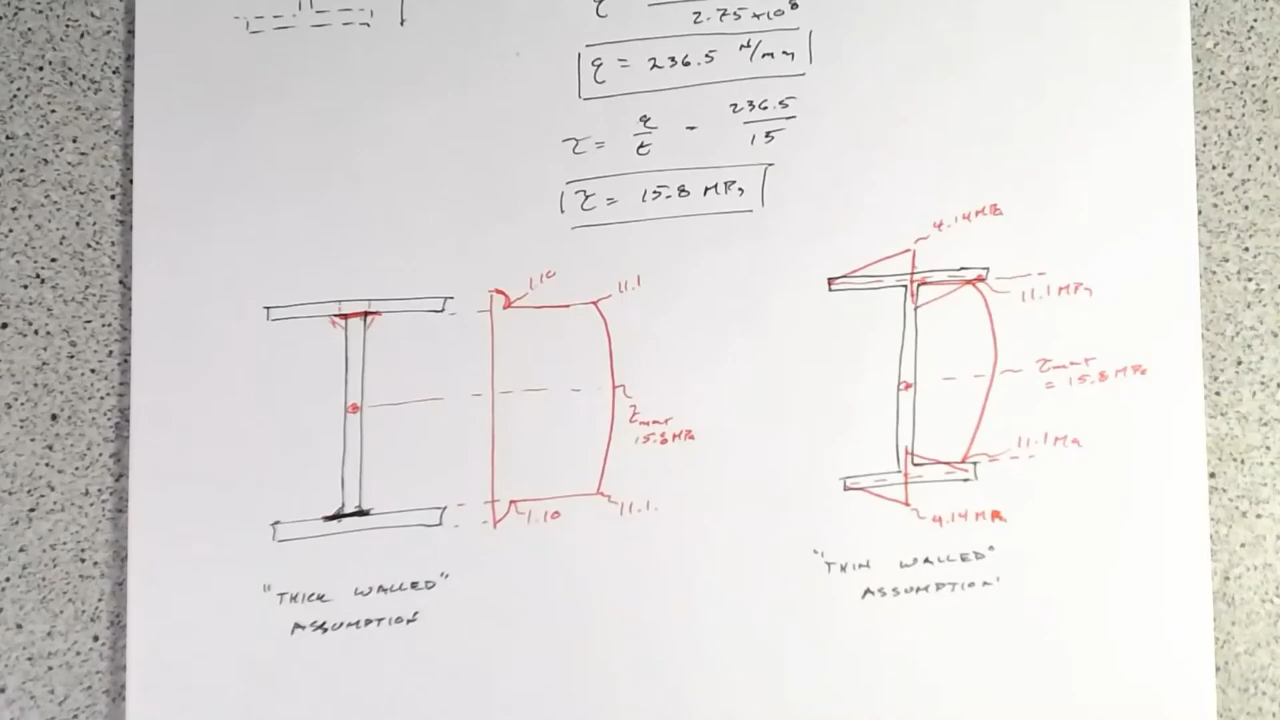 2.75×10⁸
q = 236.5 N/mm
τ = q/t = 236.5/15
τ = 15.8 MPa
1.10
11.1
τmax
15.8 MPa
1.10
11.1.
"THICK WALLED"
ASSUMPTION
4.14 MPa
11.1 MPa
τmax
= 15.8 MPa
11.1 MPa
4.14 MPa
"THIN WALLED"
ASSUMPTION